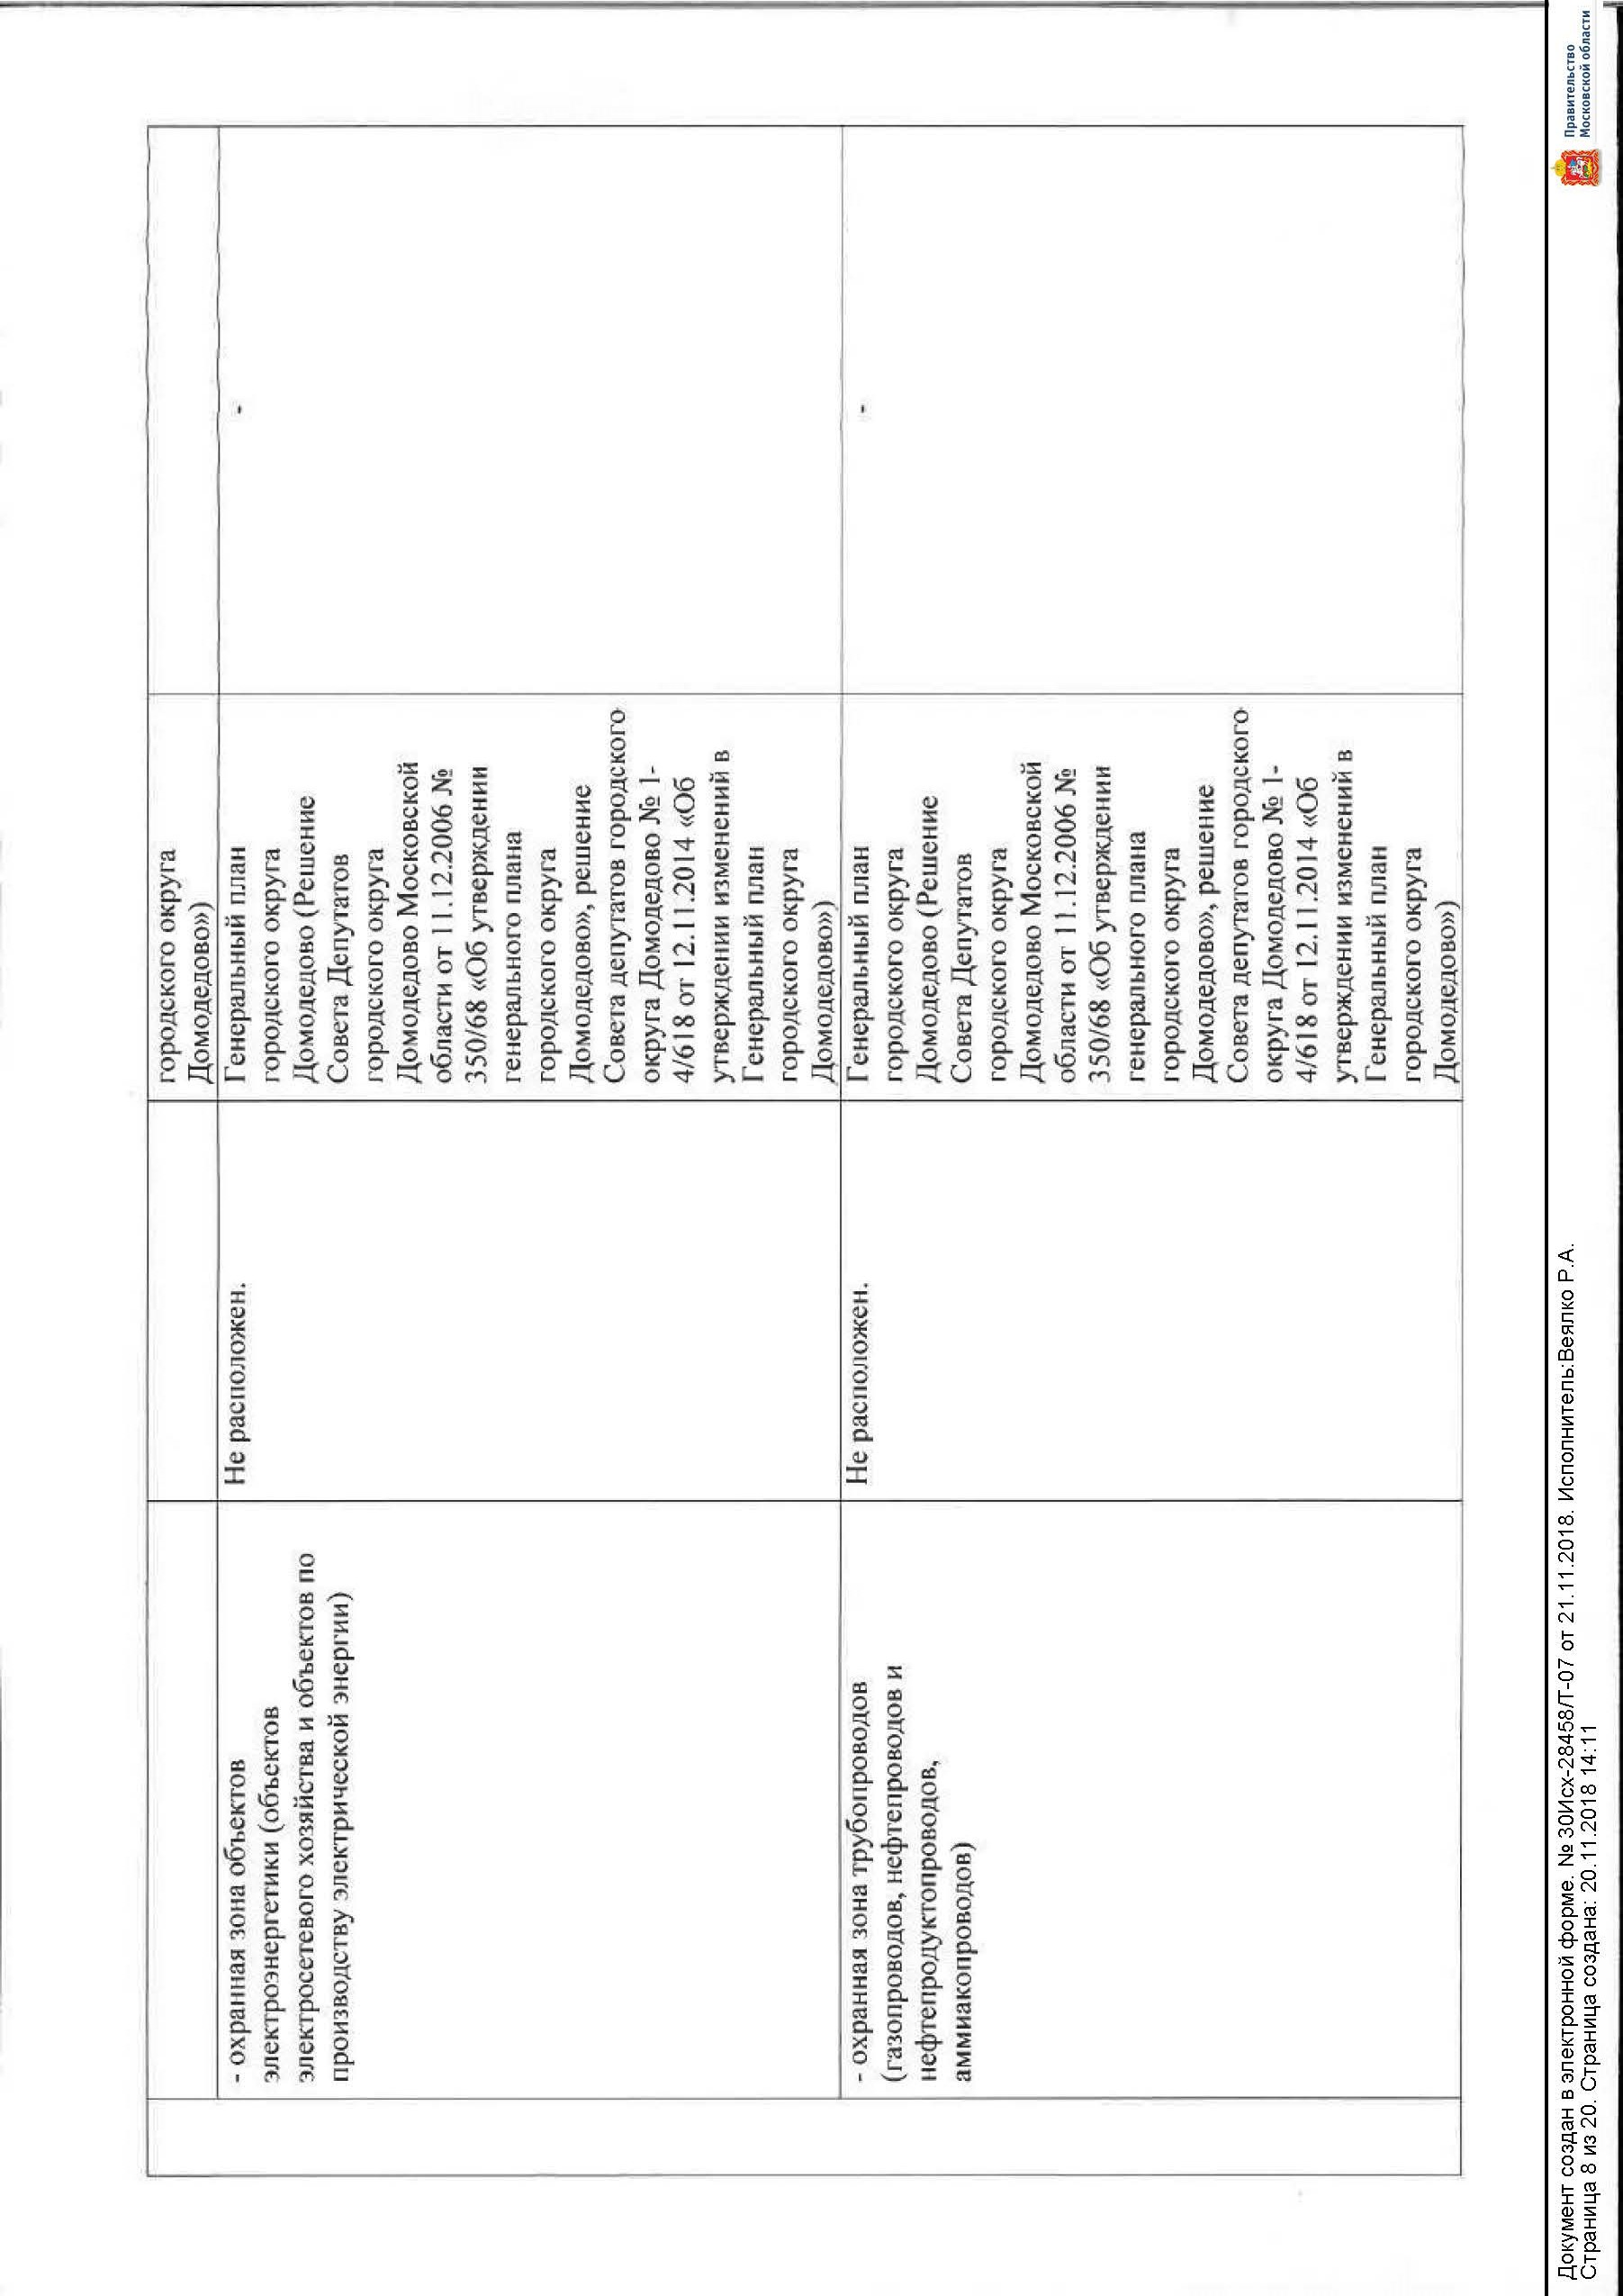 городского округа
Домодедово»)
- охранная зона объектов
электроэнергетики (объектов
электросетевого хозяйства и объектов по
производству электрической энергии)
Не расположен.
Генеральный план
городского округа
Домодедово (Решение
Совета Депутатов
городского округа
Домодедово Московской
области от 11.12.2006 №
350/68 «Об утверждении
генерального плана
городского округа
Домодедово», решение
Совета депутатов городского
округа Домодедово № 1-
4/618 от 12.11.2014 «Об
утверждении изменений в
Генеральный план
городского округа
Домодедово»)
-
- охранная зона трубопроводов
(газопроводов, нефтепроводов и
нефтепродуктопроводов,
аммиакопроводов)
Не расположен.
Генеральный план
городского округа
Домодедово (Решение
Совета Депутатов
городского округа
Домодедово Московской
области от 11.12.2006 №
350/68 «Об утверждении
генерального плана
городского округа
Домодедово», решение
Совета депутатов городского
округа Домодедово № 1-
4/618 от 12.11.2014 «Об
утверждении изменений в
Генеральный план
городского округа
Домодедово»)
-
Документ создан в электронной форме. № 30Исх-28458/Т-07 от 21.11.2018. Исполнитель:Веялко Р.А.
Страница 8 из 20. Страница создана: 20.11.2018 14:11
Правительство
Московской области